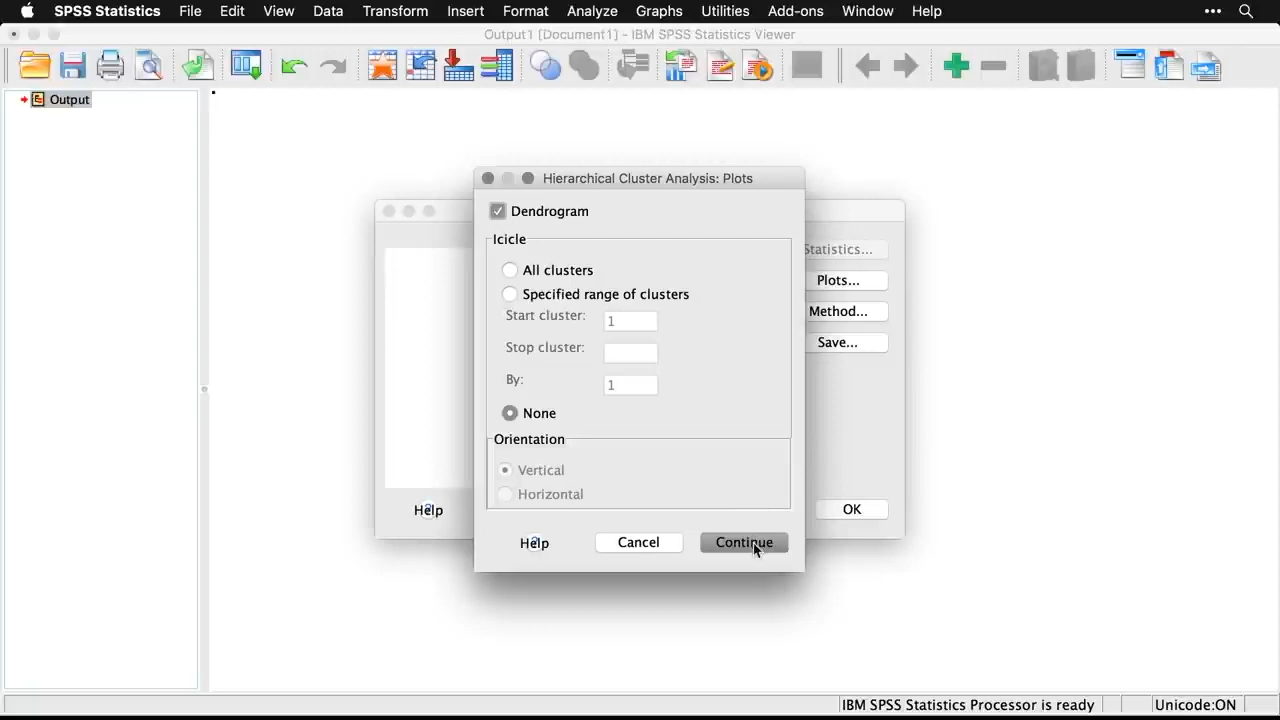 SPSS Statistics File Edit View Data Transform Insert Format Analyze Graphs Utilities Add-ons Window Help
Output1 [Document1] - IBM SPSS Statistics Viewer
Output
Hierarchical Cluster Analysis: Plots
Dendrogram
Icicle
All clusters
Specified range of clusters
Start cluster: 1
Stop cluster:
By: 1
None
Orientation
Vertical
Horizontal
Help Cancel Continue
Statistics...
Plots...
Method...
Save...
Help OK
IBM SPSS Statistics Processor is ready Unicode:ON